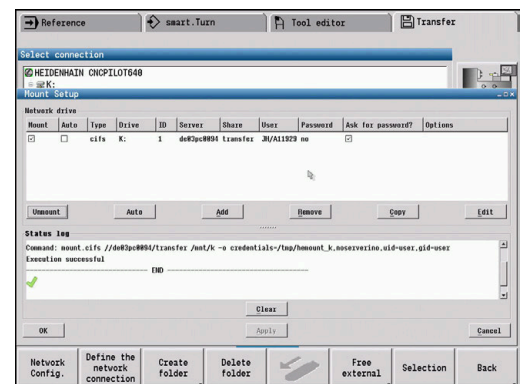 Reference smart.Turn Tool editor Transfer
Select connection
HEIDENHAIN CNCPILOT640
K:
Mount Setup
Network drive
Mount Auto Type Drive ID Server Share User Password Ask for password? Options
cifs K: 1 de03pc0094 transfer JH/A11929 no
Unmount Auto Add Remove Copy Edit
Status log
Command: mount.cifs //de03pc0094/transfer /mnt/k -o credentials=/tmp/hemount_k,noserverino,uid=user,gid=user
Execution successful
END
Clear
OK Apply Cancel
Network Config. Define the network connection Create folder Delete folder Free external Selection Back